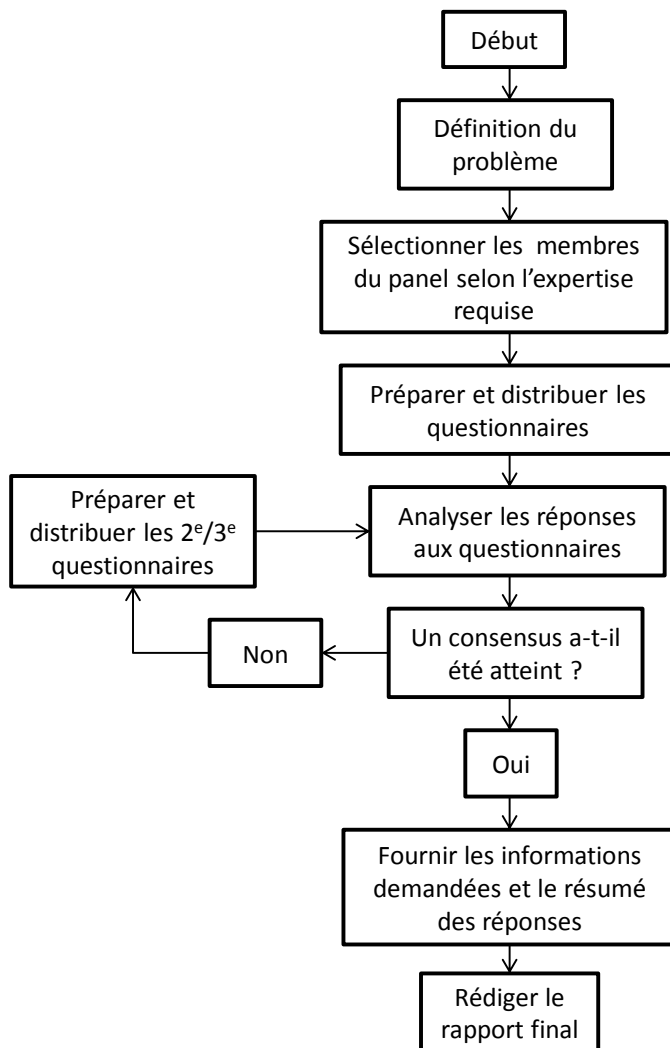 Début
Définition du
problème
Sélectionner les membres
du panel selon l’expertise
requise
Préparer et distribuer les
questionnaires
Préparer et
distribuer les 2ᵉ/3ᵉ
questionnaires
Analyser les réponses
aux questionnaires
Un consensus a-t-il
été atteint ?
Non
Oui
Fournir les informations
demandées et le résumé
des réponses
Rédiger le
rapport final